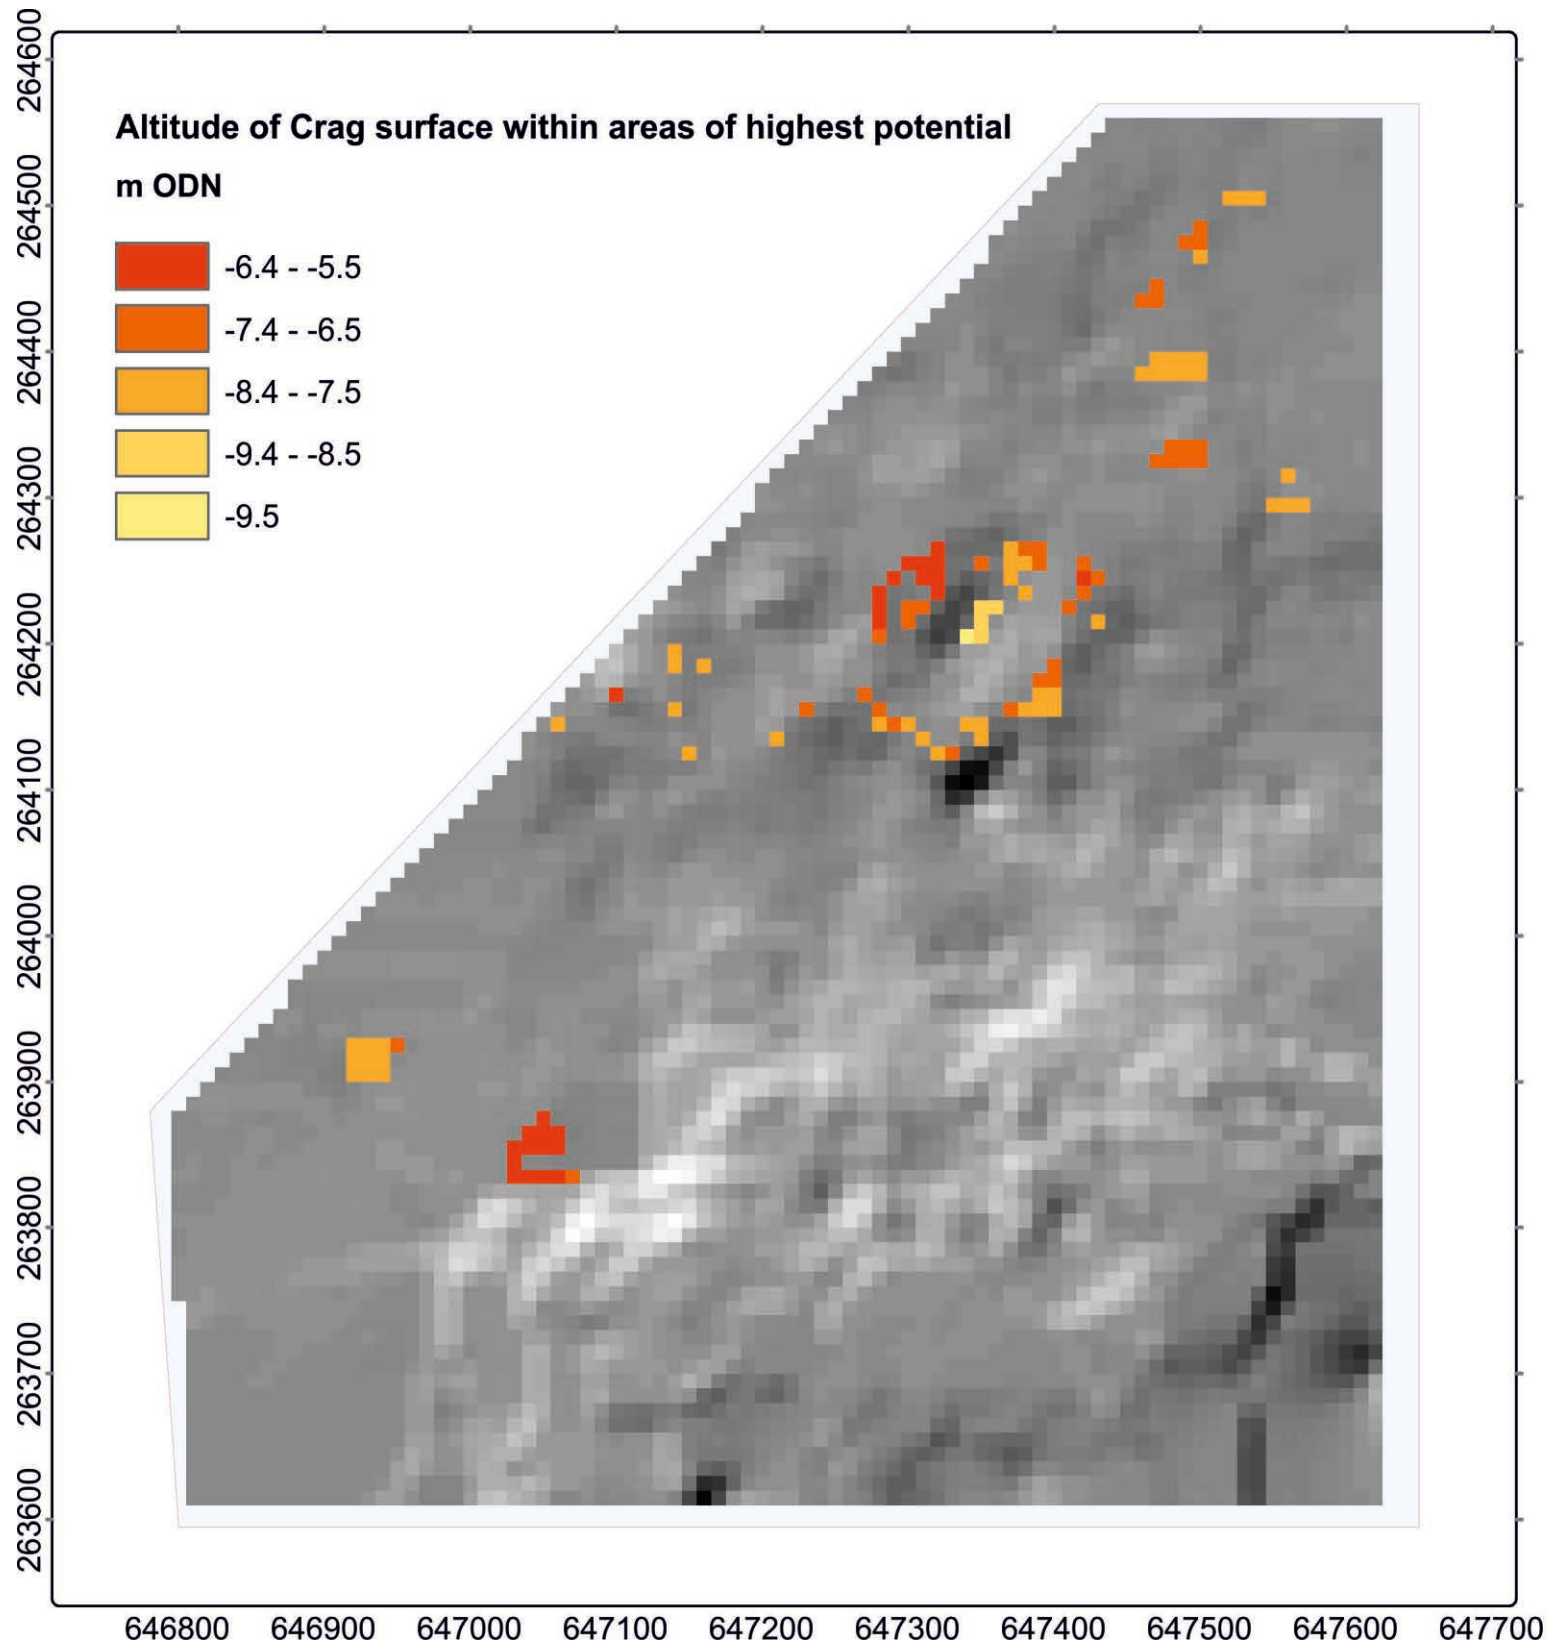 Altitude of Crag surface within areas of highest potential
m ODN
-6.4 - -5.5
-7.4 - -6.5
-8.4 - -7.5
-9.4 - -8.5
-9.5
264600
264500
264400
264300
264200
264100
264000
263900
263800
263700
263600
646800 646900 647000 647100 647200 647300 647400 647500 647600 647700